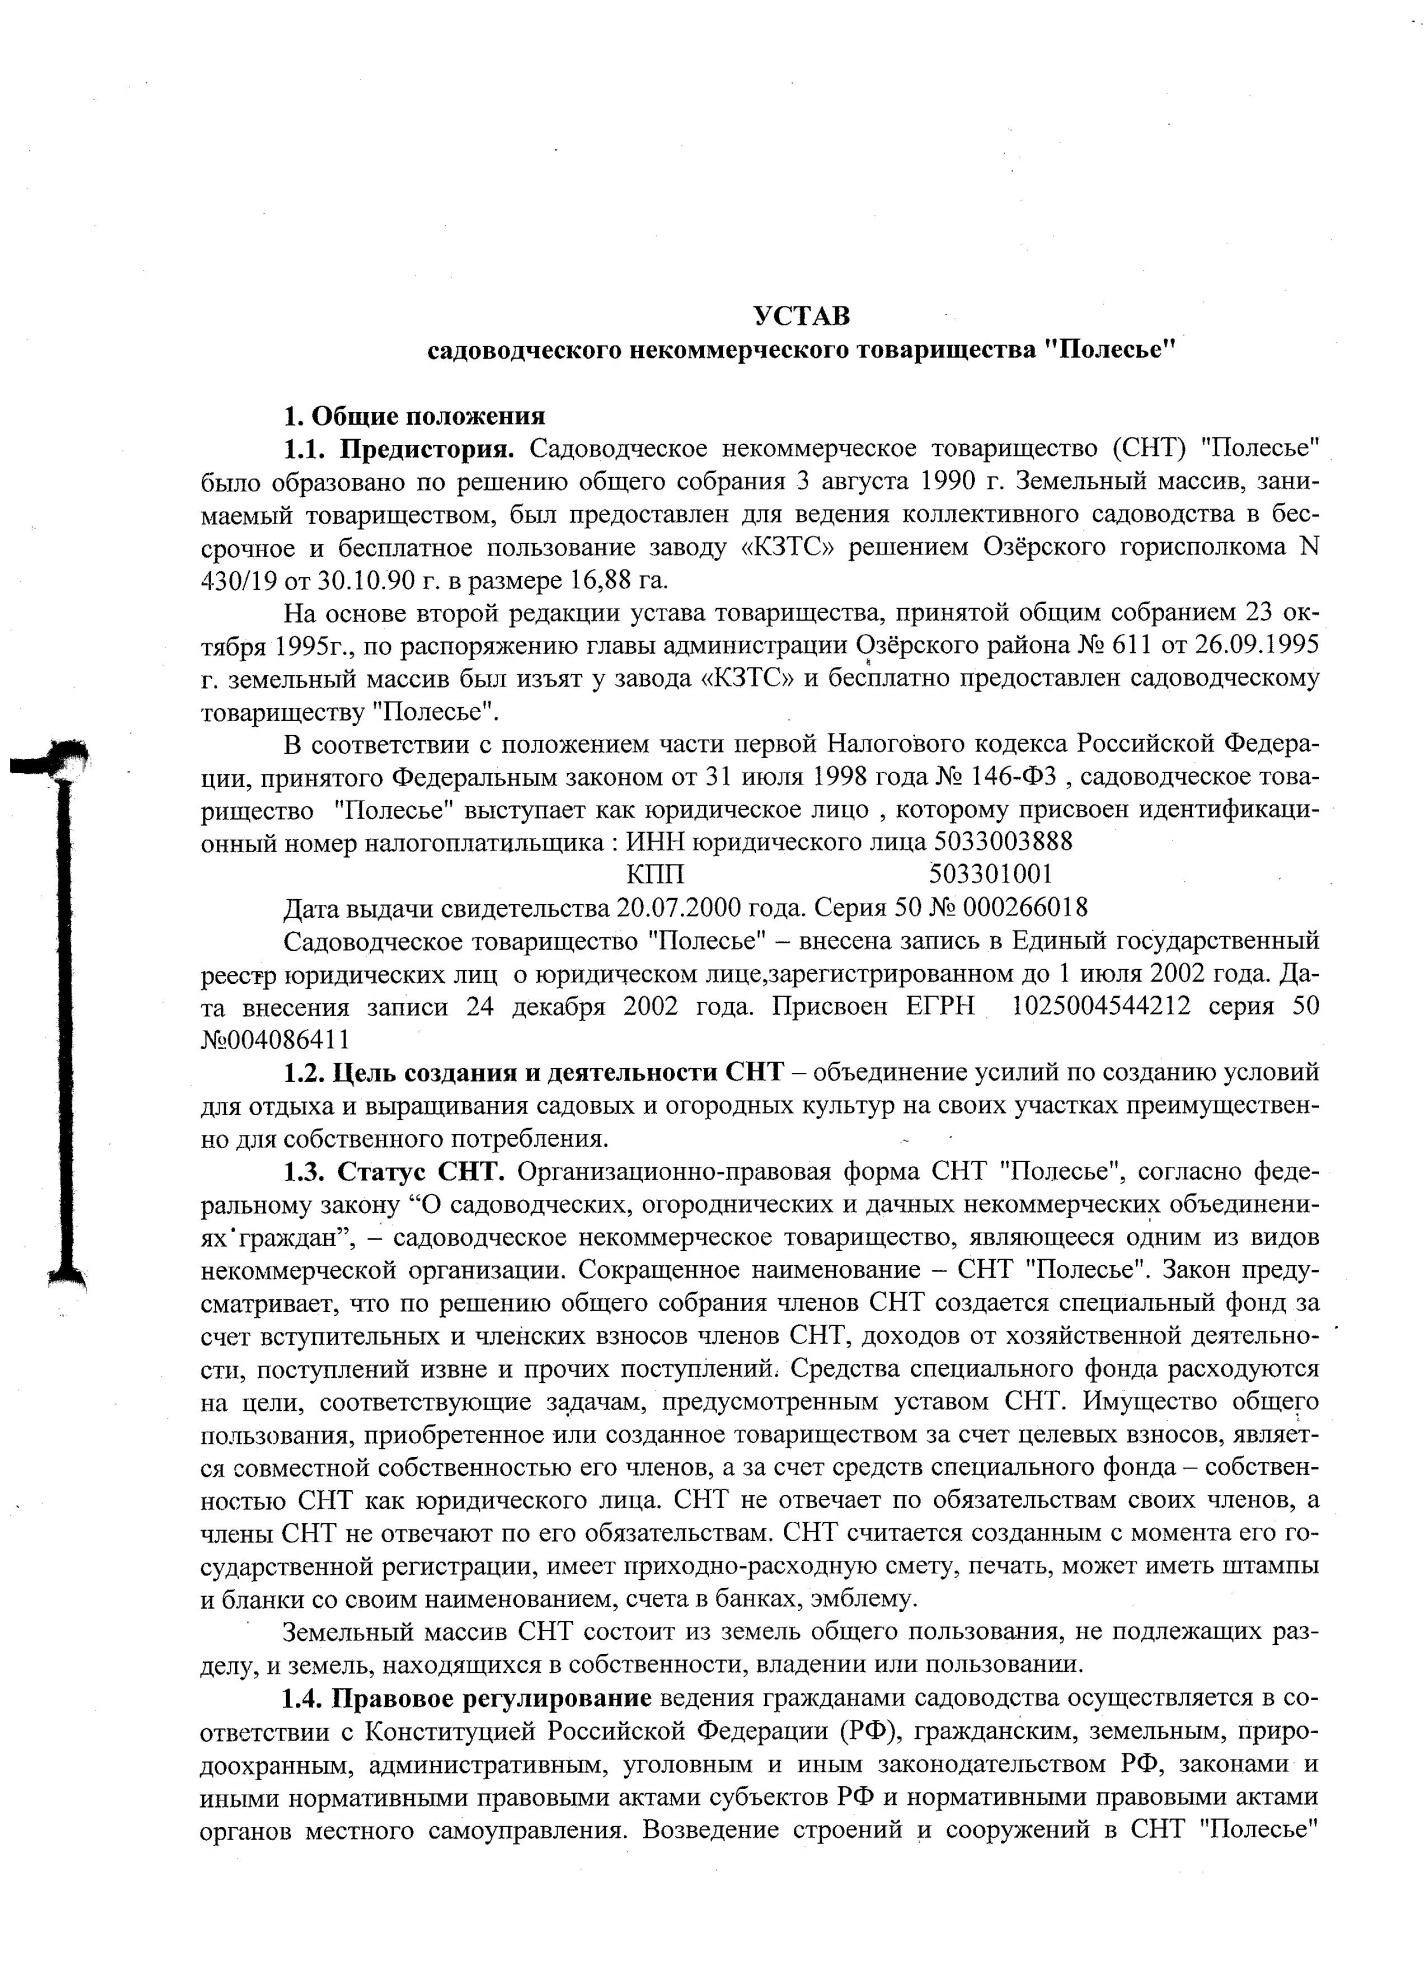 УСТАВ
садоводческого некоммерческого товарищества "Полесье"
1. Общие положения
1.1. Предистория. Садоводческое некоммерческое товарищество (СНТ) "Полесье"
было образовано по решению общего собрания 3 августа 1990 г. Земельный массив, зани-
маемый товариществом, был предоставлен для ведения коллективного садоводства в бес-
срочное и бесплатное пользование заводу «КЗТС» решением Озёрского горисполкома N
430/19 от 30.10.90 г. в размере 16,88 га.
На основе второй редакции устава товарищества, принятой общим собранием 23 ок-
тября 1995г., по распоряжению главы администрации Озёрского района № 611 от 26.09.1995
г. земельный массив был изъят у завода «КЗТС» и бесплатно предоставлен садоводческому
товариществу "Полесье".
В соответствии с положением части первой Налогового кодекса Российской Федера-
ции, принятого Федеральным законом от 31 июля 1998 года № 146-ФЗ , садоводческое това-
рищество "Полесье" выступает как юридическое лицо , которому присвоен идентификаци-
онный номер налогоплатильщика : ИНН юридического лица 5033003888
КПП 503301001
Дата выдачи свидетельства 20.07.2000 года. Серия 50 № 000266018
Садоводческое товарищество "Полесье" – внесена запись в Единый государственный
реестр юридических лиц о юридическом лице,зарегистрированном до 1 июля 2002 года. Да-
та внесения записи 24 декабря 2002 года. Присвоен ЕГРН 1025004544212 серия 50
№004086411
1.2. Цель создания и деятельности СНТ – объединение усилий по созданию условий
для отдыха и выращивания садовых и огородных культур на своих участках преимуществен-
но для собственного потребления.
1.3. Статус СНТ. Организационно-правовая форма СНТ "Полесье", согласно феде-
ральному закону “О садоводческих, огороднических и дачных некоммерческих объединени-
ях граждан”, – садоводческое некоммерческое товарищество, являющееся одним из видов
некоммерческой организации. Сокращенное наименование – СНТ "Полесье". Закон преду-
сматривает, что по решению общего собрания членов СНТ создается специальный фонд за
счет вступительных и членских взносов членов СНТ, доходов от хозяйственной деятельно-
сти, поступлений извне и прочих поступлений. Средства специального фонда расходуются
на цели, соответствующие задачам, предусмотренным уставом СНТ. Имущество общего
пользования, приобретенное или созданное товариществом за счет целевых взносов, являет-
ся совместной собственностью его членов, а за счет средств специального фонда – собствен-
ностью СНТ как юридического лица. СНТ не отвечает по обязательствам своих членов, а
члены СНТ не отвечают по его обязательствам. СНТ считается созданным с момента его го-
сударственной регистрации, имеет приходно-расходную смету, печать, может иметь штампы
и бланки со своим наименованием, счета в банках, эмблему.
Земельный массив СНТ состоит из земель общего пользования, не подлежащих раз-
делу, и земель, находящихся в собственности, владении или пользовании.
1.4. Правовое регулирование ведения гражданами садоводства осуществляется в со-
ответствии с Конституцией Российской Федерации (РФ), гражданским, земельным, приро-
доохранным, административным, уголовным и иным законодательством РФ, законами и
иными нормативными правовыми актами субъектов РФ и нормативными правовыми актами
органов местного самоуправления. Возведение строений и сооружений в СНТ "Полесье"